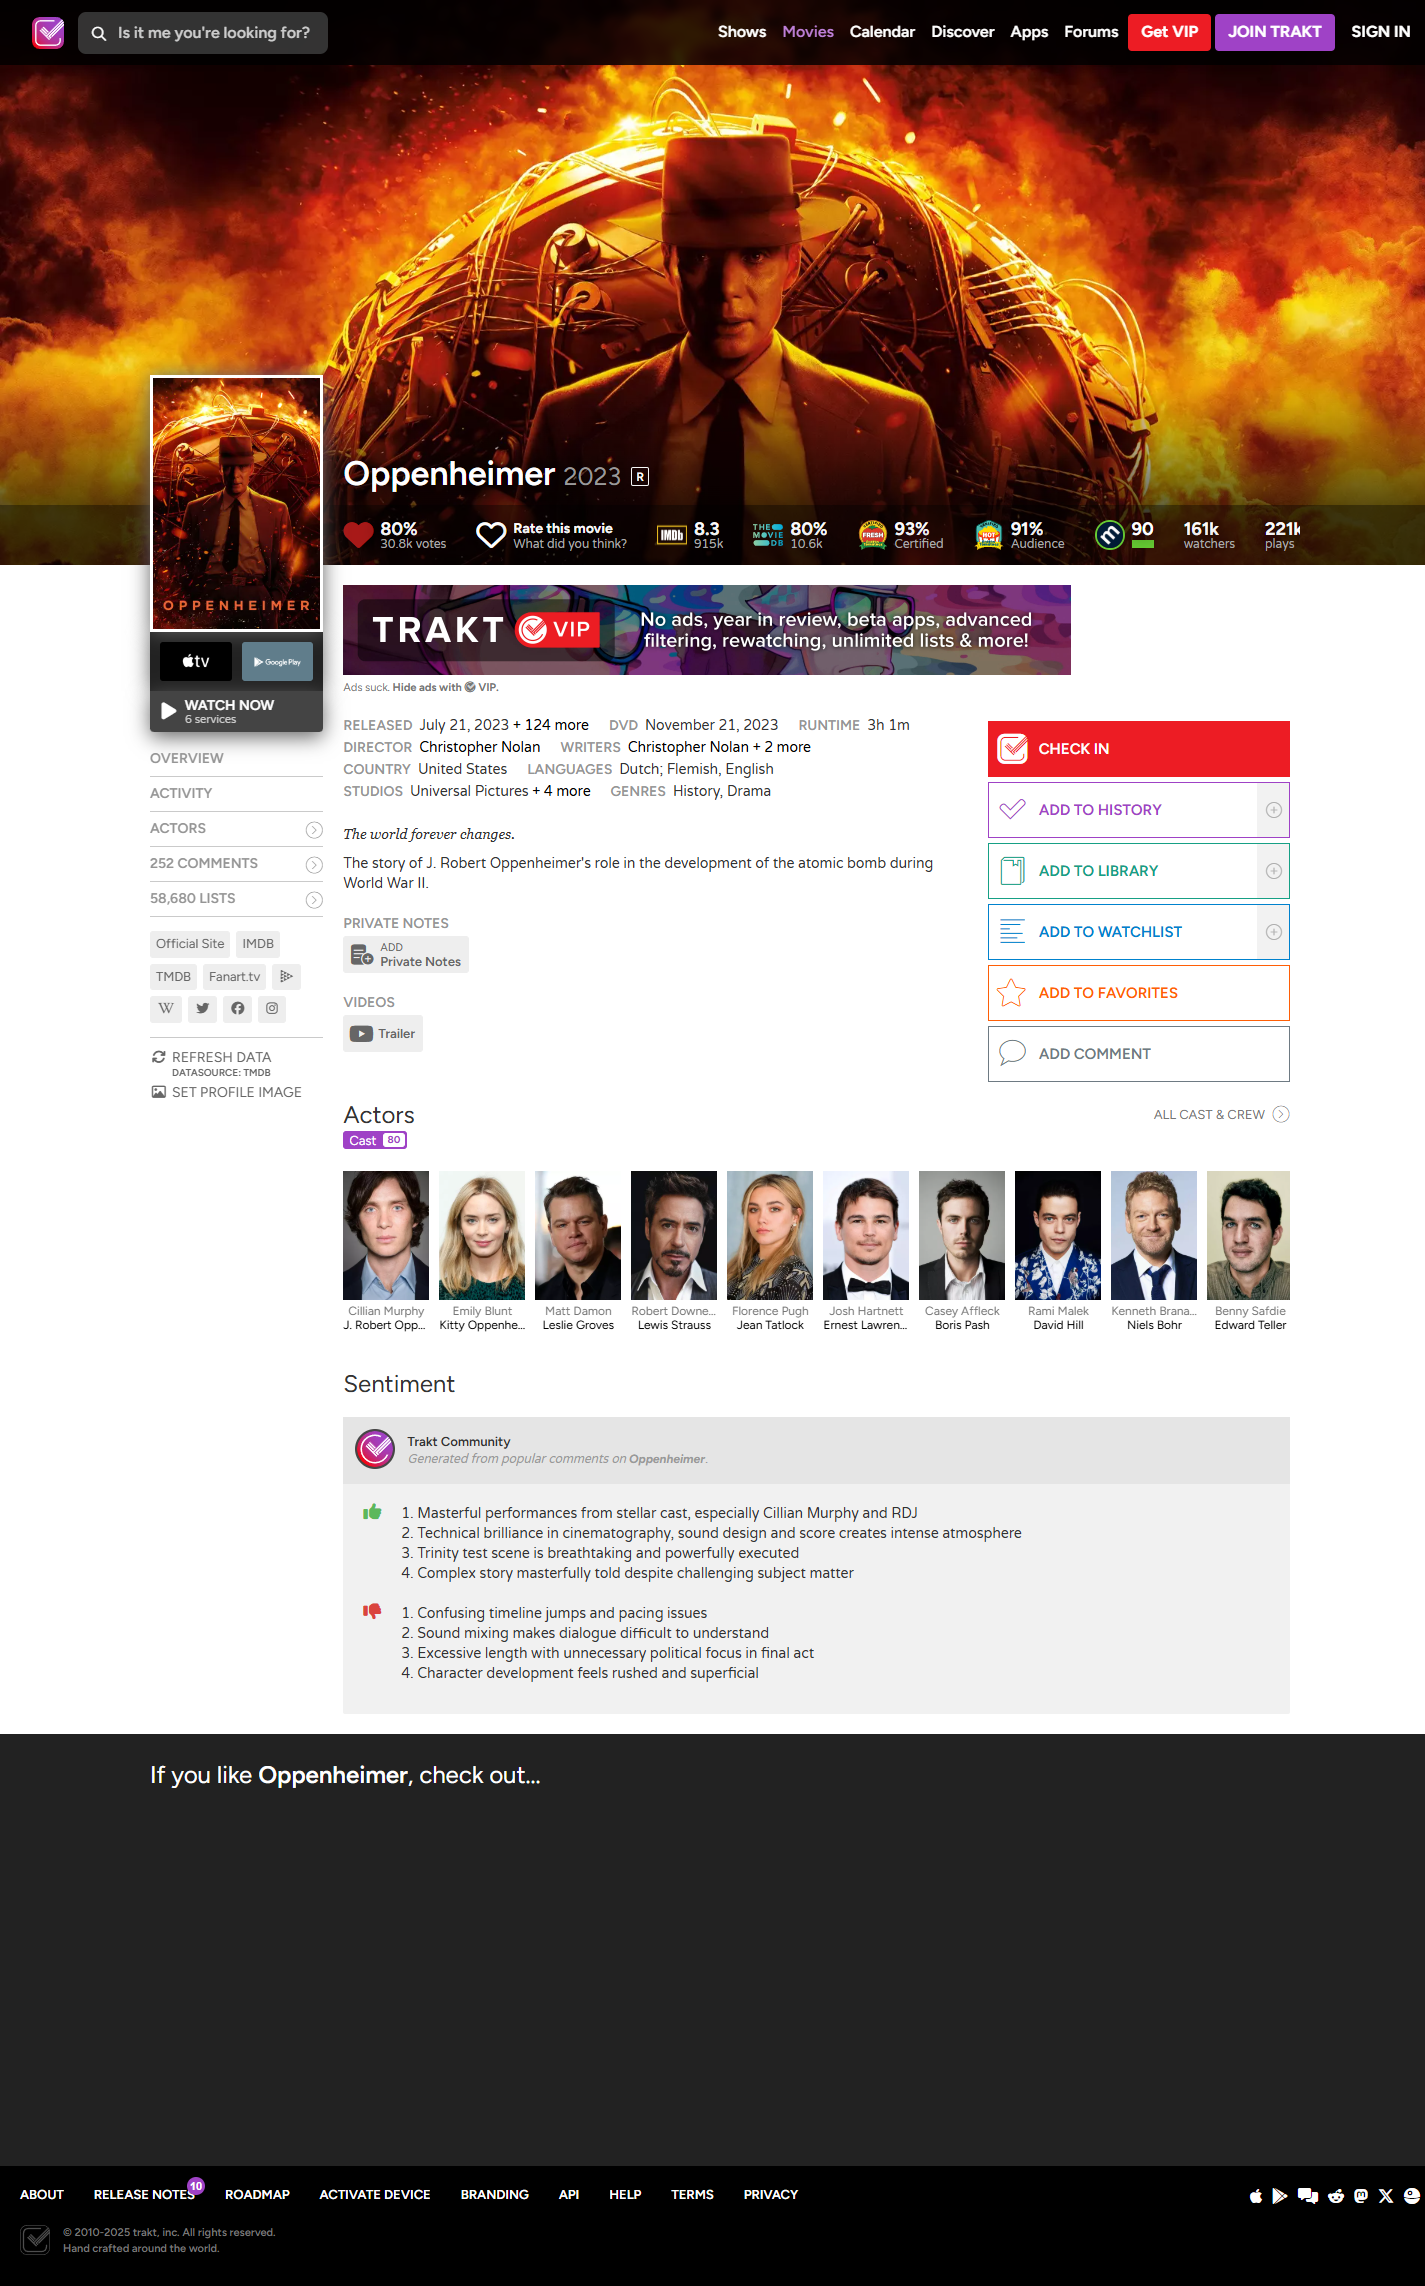 Is it me you're looking for?
Shows Movies Calendar Discover Apps Forums Get VIP JOIN TRAKT SIGN IN
Oppenheimer 2023 R
80% 30.8k votes
Rate this movie
What did you think?
IMDb 8.3 915k
THE MOVIE DB 80% 10.6k
CERTIFIED FRESH 93% Certified
HOT 91% Audience
m 90
161k watchers
221k plays
OPPENHEIMER
tv
Google Play
WATCH NOW
6 services
TRAKT VIP
No ads, year in review, beta apps, advanced
filtering, rewatching, unlimited lists & more!
Ads suck. Hide ads with VIP.
OVERVIEW
ACTIVITY
ACTORS
252 COMMENTS
58,680 LISTS
Official Site IMDB
TMDB Fanart.tv
W
REFRESH DATA
DATASOURCE: TMDB
SET PROFILE IMAGE
RELEASED July 21, 2023 + 124 more DVD November 21, 2023 RUNTIME 3h 1m
DIRECTOR Christopher Nolan WRITERS Christopher Nolan + 2 more
COUNTRY United States LANGUAGES Dutch; Flemish, English
STUDIOS Universal Pictures + 4 more GENRES History, Drama
The world forever changes.
The story of J. Robert Oppenheimer's role in the development of the atomic bomb during
World War II.
PRIVATE NOTES
ADD
Private Notes
VIDEOS
Trailer
CHECK IN
ADD TO HISTORY
ADD TO LIBRARY
ADD TO WATCHLIST
ADD TO FAVORITES
ADD COMMENT
Actors
ALL CAST & CREW
Cast 80
Cillian Murphy
J. Robert Opp...
Emily Blunt
Kitty Oppenhe...
Matt Damon
Leslie Groves
Robert Downe...
Lewis Strauss
Florence Pugh
Jean Tatlock
Josh Hartnett
Ernest Lawren...
Casey Affleck
Boris Pash
Rami Malek
David Hill
Kenneth Brana...
Niels Bohr
Benny Safdie
Edward Teller
Sentiment
Trakt Community
Generated from popular comments on Oppenheimer.
1. Masterful performances from stellar cast, especially Cillian Murphy and RDJ
2. Technical brilliance in cinematography, sound design and score creates intense atmosphere
3. Trinity test scene is breathtaking and powerfully executed
4. Complex story masterfully told despite challenging subject matter
1. Confusing timeline jumps and pacing issues
2. Sound mixing makes dialogue difficult to understand
3. Excessive length with unnecessary political focus in final act
4. Character development feels rushed and superficial
If you like Oppenheimer, check out...
ABOUT RELEASE NOTES 10 ROADMAP ACTIVATE DEVICE BRANDING API HELP TERMS PRIVACY
© 2010-2025 trakt, inc. All rights reserved.
Hand crafted around the world.